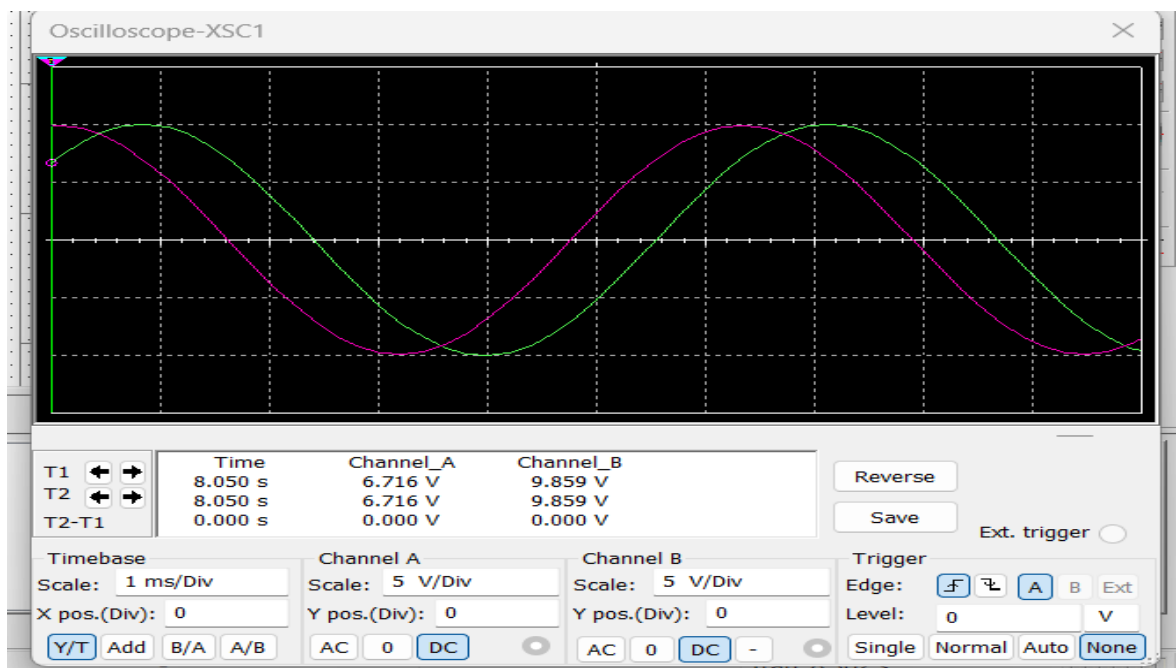 Oscilloscope-XSC1
Time Channel_A Channel_B
T1 8.050 s 6.716 V 9.859 V
T2 8.050 s 6.716 V 9.859 V
T2-T1 0.000 s 0.000 V 0.000 V
Reverse
Save
Ext. trigger
Timebase
Scale: 1 ms/Div
X pos.(Div): 0
Y/T Add B/A A/B
Channel A
Scale: 5 V/Div
Y pos.(Div): 0
AC 0 DC
Channel B
Scale: 5 V/Div
Y pos.(Div): 0
AC 0 DC -
Trigger
Edge: A B Ext
Level: 0 V
Single Normal Auto None